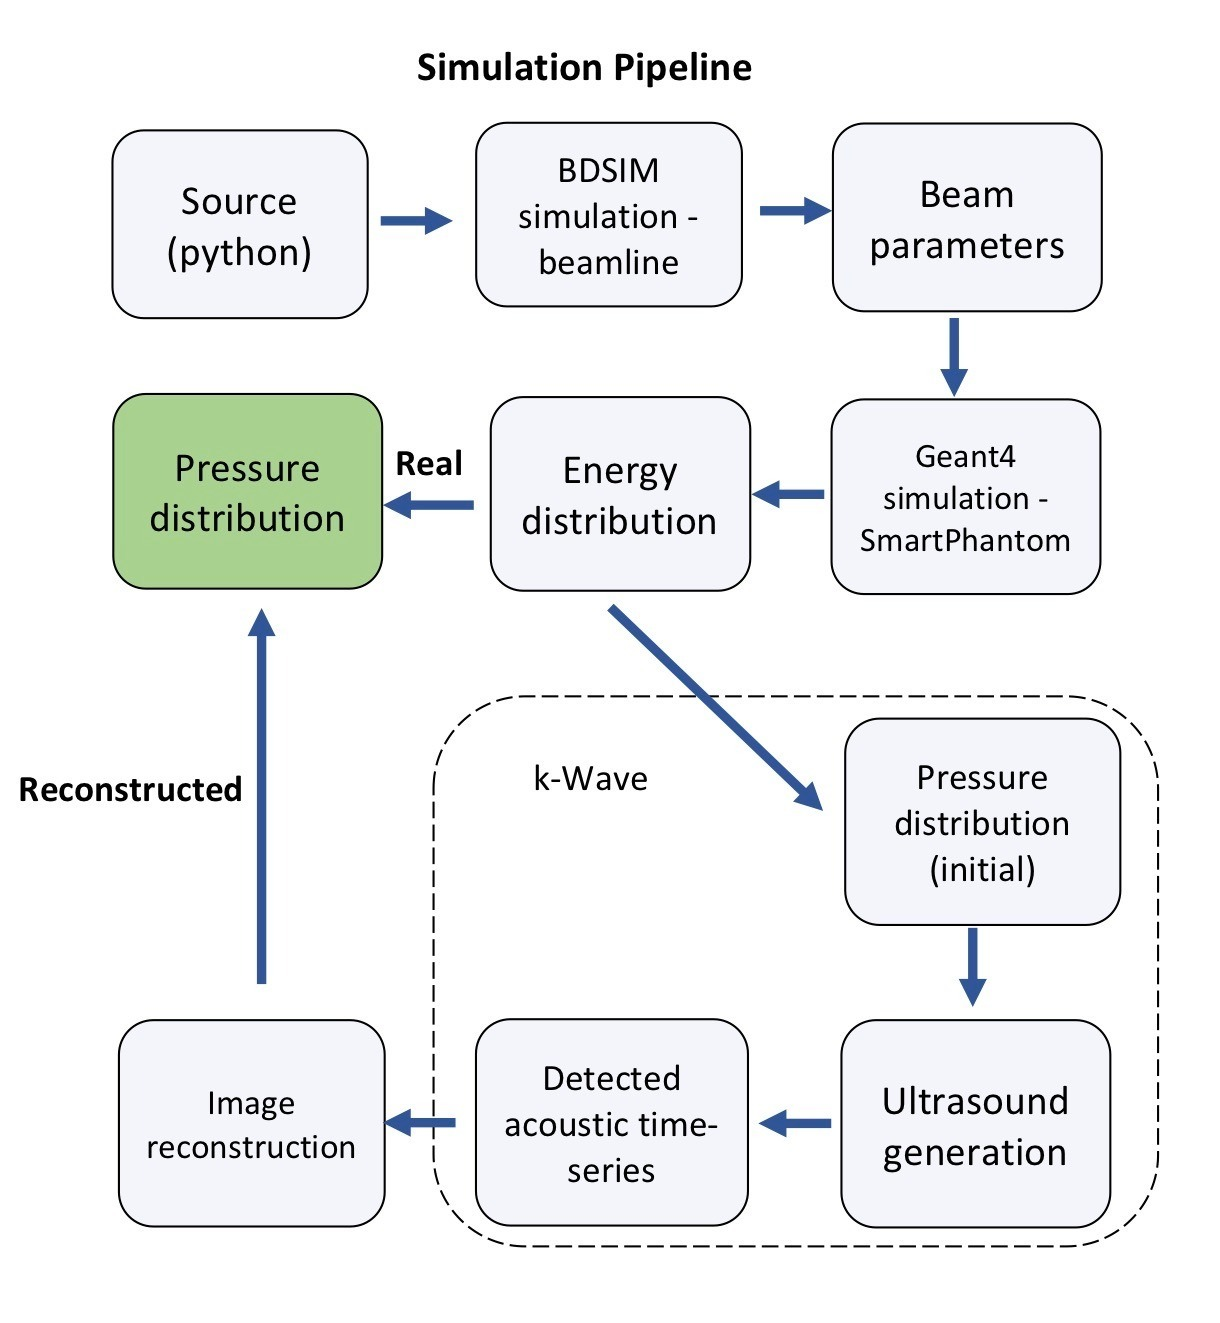 Simulation Pipeline
Source
(python)
BDSIM
simulation -
beamline
Beam
parameters
Pressure
distribution
Real
Energy
distribution
Geant4
simulation -
SmartPhantom
Reconstructed
k-Wave
Pressure
distribution
(initial)
Image
reconstruction
Detected
acoustic time-
series
Ultrasound
generation